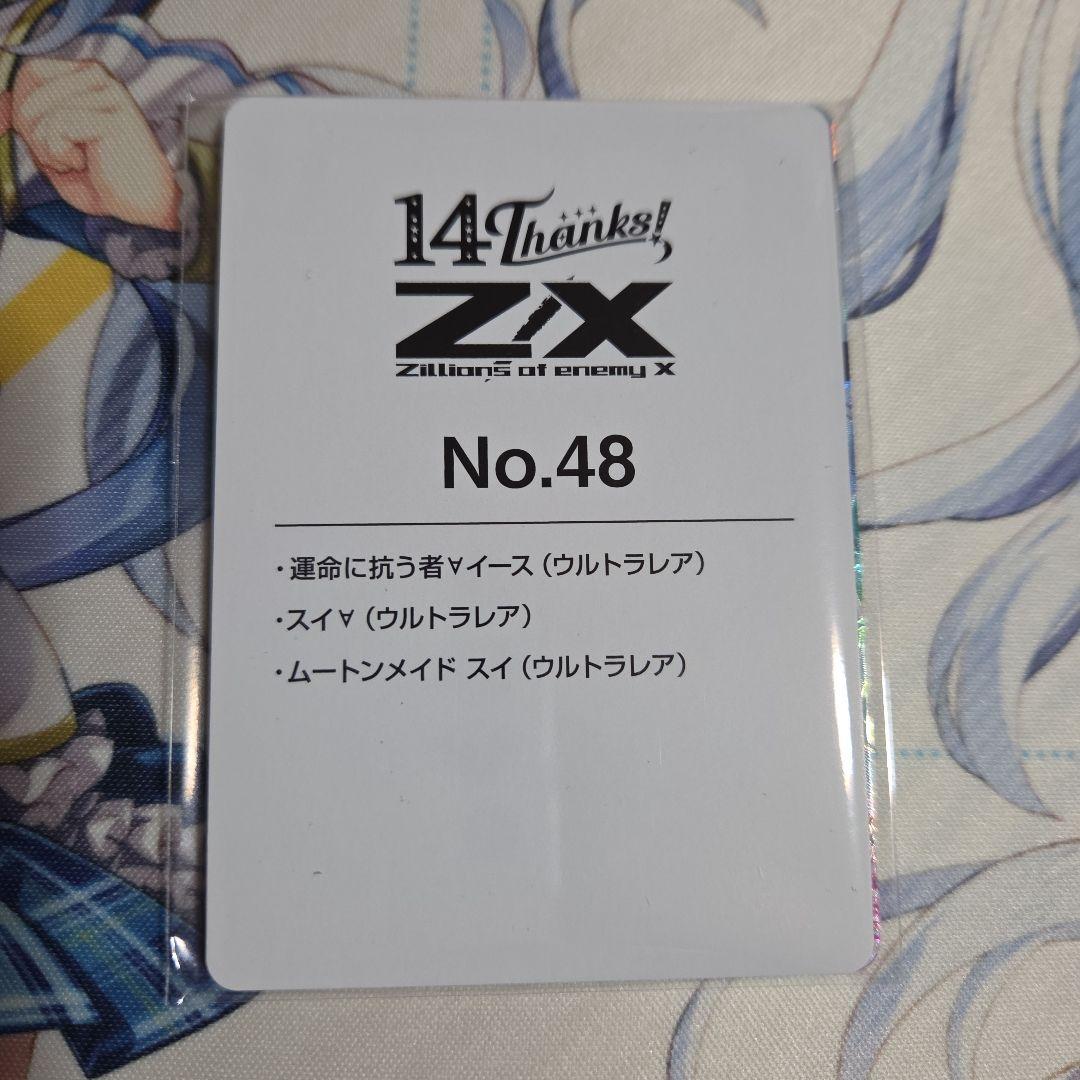 14Thanks!
Z/X
Zillions of enemy X
No.48
・運命に抗う者∀イース（ウルトラレア）
・スイ∀（ウルトラレア）
・ムートンメイド スイ（ウルトラレア）